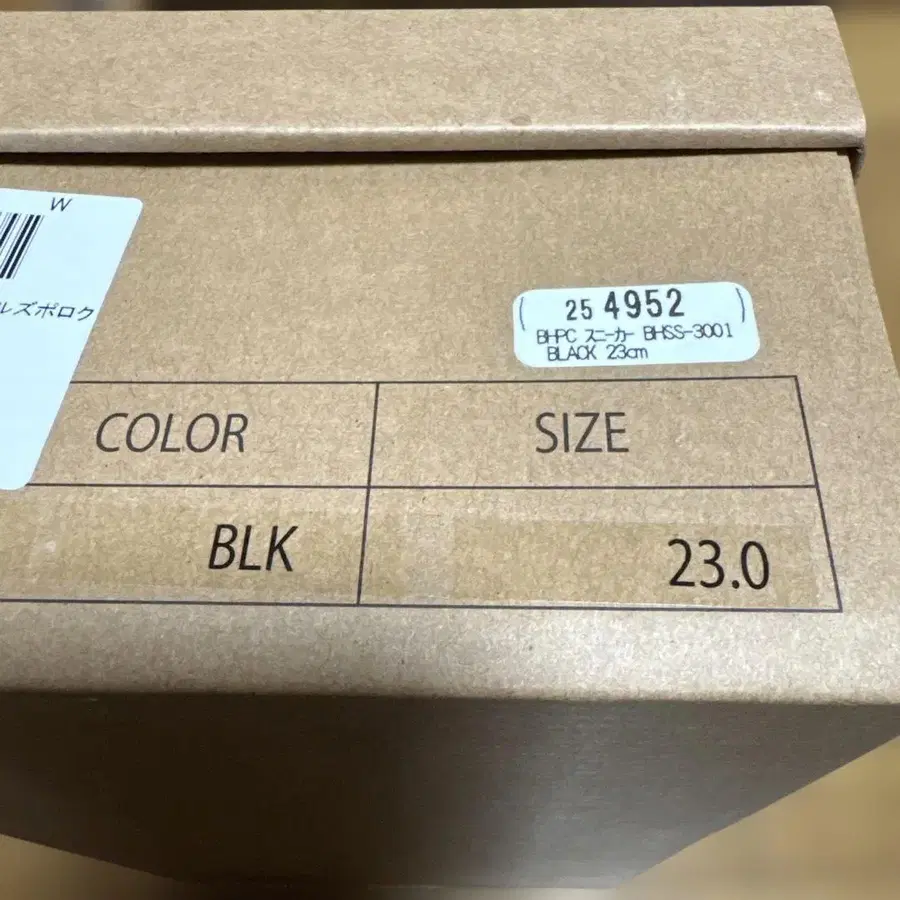 W
ルズポロク
25 4952
BHPC スニーカー BHSS-3001
BLACK 23cm
COLOR SIZE
BLK 23.0